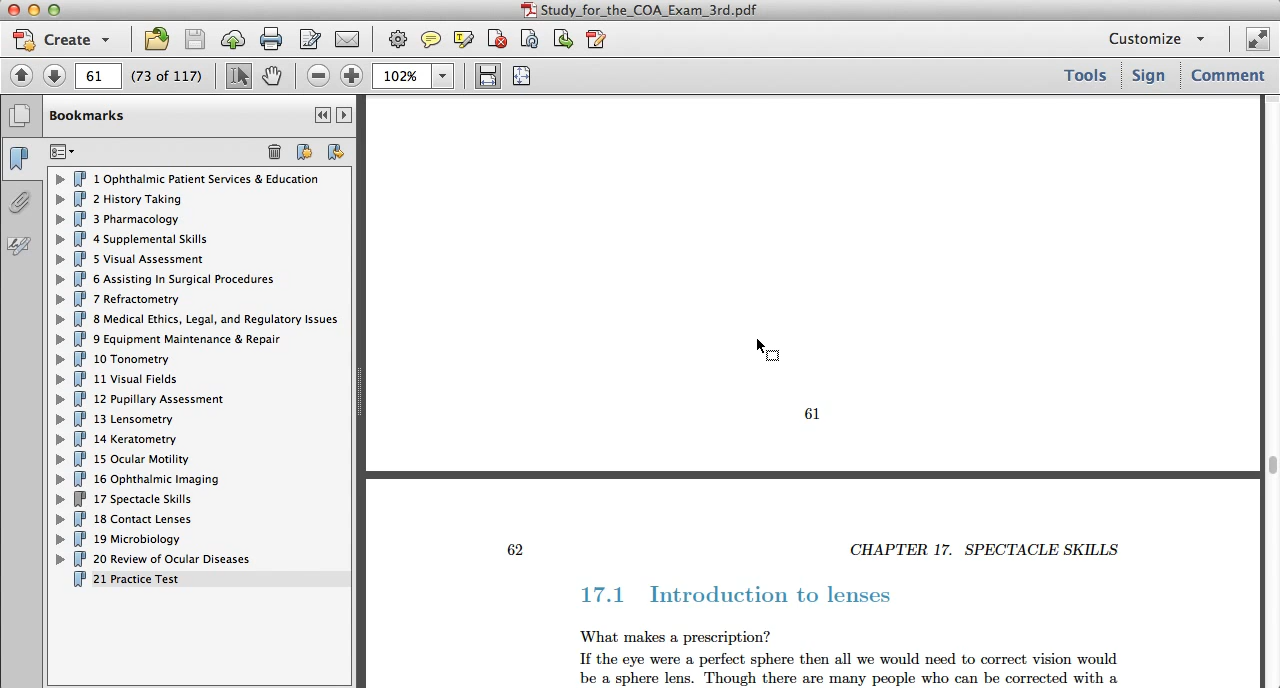 Study_for_the_COA_Exam_3rd.pdf
Create
Customize
61 (73 of 117) 102% Tools Sign Comment
Bookmarks
1 Ophthalmic Patient Services & Education
2 History Taking
3 Pharmacology
4 Supplemental Skills
5 Visual Assessment
6 Assisting In Surgical Procedures
7 Refractometry
8 Medical Ethics, Legal, and Regulatory Issues
9 Equipment Maintenance & Repair
10 Tonometry
11 Visual Fields
12 Pupillary Assessment
13 Lensometry
14 Keratometry
15 Ocular Motility
16 Ophthalmic Imaging
17 Spectacle Skills
18 Contact Lenses
19 Microbiology
20 Review of Ocular Diseases
21 Practice Test
61
62 CHAPTER 17. SPECTACLE SKILLS
17.1 Introduction to lenses
What makes a prescription?
If the eye were a perfect sphere then all we would need to correct vision would
be a sphere lens. Though there are many people who can be corrected with a